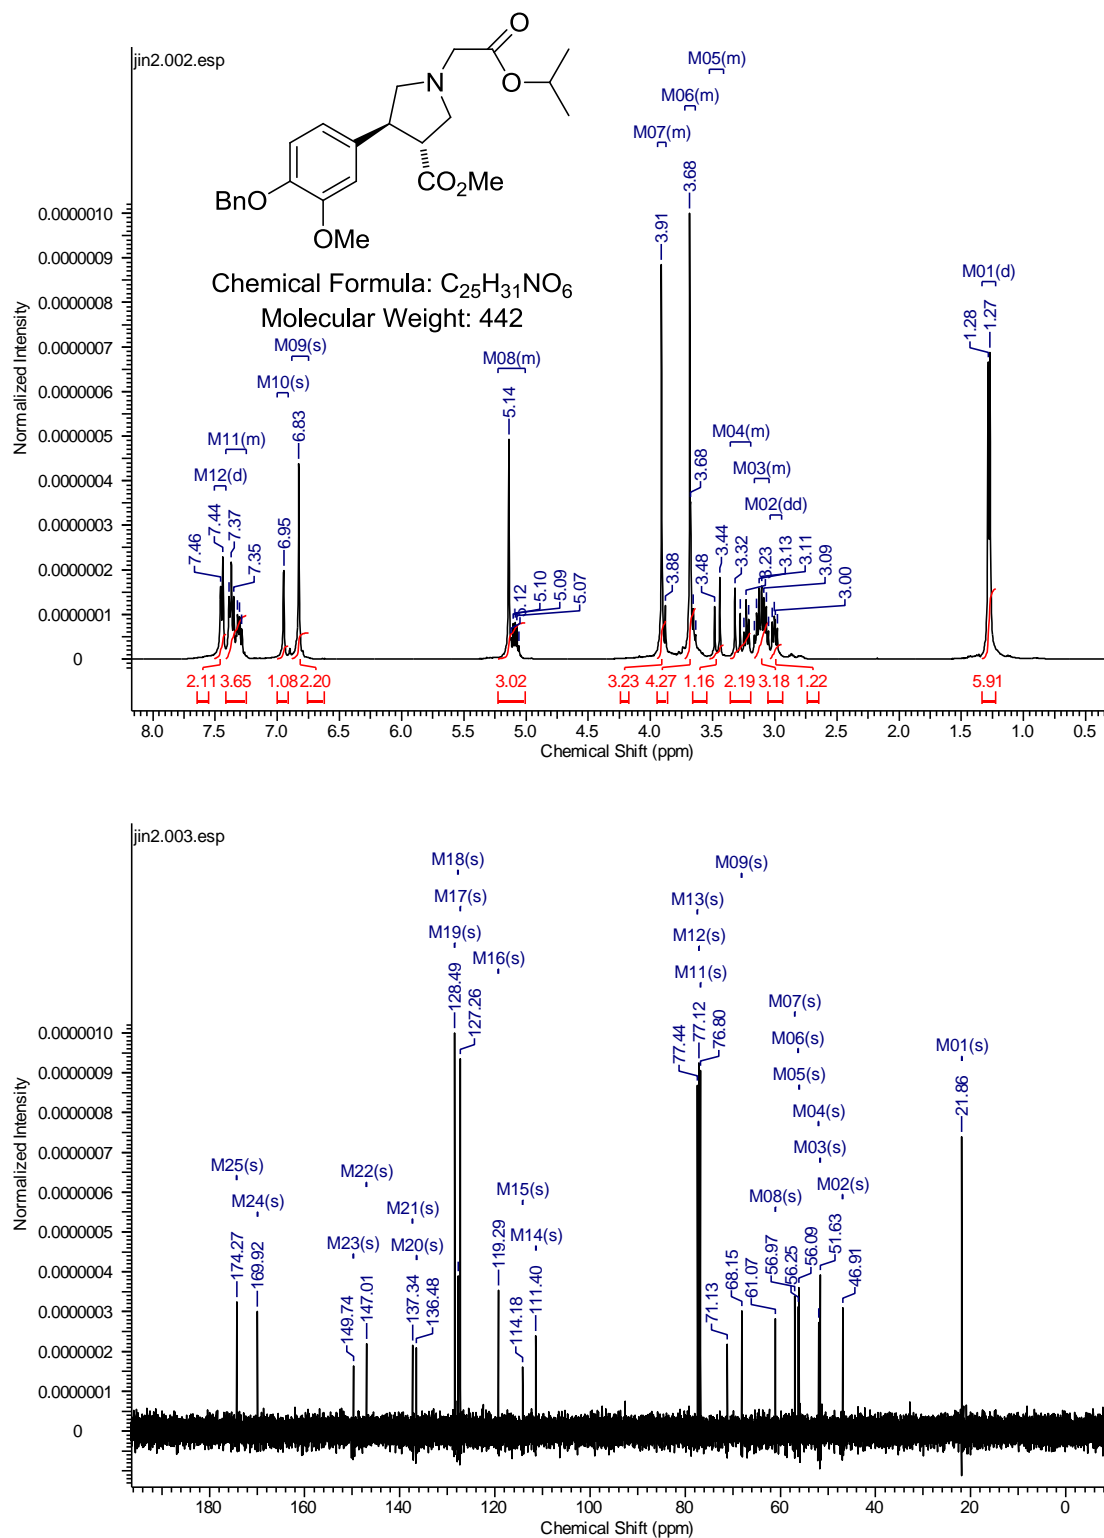 jin2.002.esp
O
N
O
CO2Me
BnO
OMe
Chemical Formula: C25H31NO6
Molecular Weight: 442
M05(m)
M06(m)
M07(m)
M01(d)
M09(s)
M10(s)
M08(m)
M11(m)
M12(d)
M04(m)
M03(m)
M02(dd)
7.46
7.44
7.37
7.35
6.95
6.83
5.14
5.12
5.10
5.09
5.07
3.91
3.88
3.68
3.68
3.48
3.44
3.32
3.23
3.13
3.11
3.09
3.00
1.28
1.27
Normalized Intensity
0.0000010
0.0000009
0.0000008
0.0000007
0.0000006
0.0000005
0.0000004
0.0000003
0.0000002
0.0000001
0
2.11 3.65 1.08 2.20 3.02 3.23 4.27 1.16 2.19 3.18 1.22 5.91
8.0 7.5 7.0 6.5 6.0 5.5 5.0 4.5 4.0 3.5 3.0 2.5 2.0 1.5 1.0 0.5
Chemical Shift (ppm)
jin2.003.esp
M18(s)
M09(s)
M17(s)
M13(s)
M19(s)
M12(s)
M16(s)
M11(s)
M07(s)
M06(s)
M01(s)
M05(s)
M04(s)
M03(s)
M25(s)
M22(s)
M02(s)
M24(s)
M15(s)
M08(s)
M21(s)
M14(s)
M23(s)
M20(s)
174.27
169.92
149.74
147.01
137.34
136.48
128.49
127.26
119.29
114.18
111.40
77.44
77.12
76.80
71.13
68.15
61.07
56.97
56.25
56.09
51.63
46.91
21.86
Normalized Intensity
0.0000010
0.0000009
0.0000008
0.0000007
0.0000006
0.0000005
0.0000004
0.0000003
0.0000002
0.0000001
0
180 160 140 120 100 80 60 40 20 0
Chemical Shift (ppm)